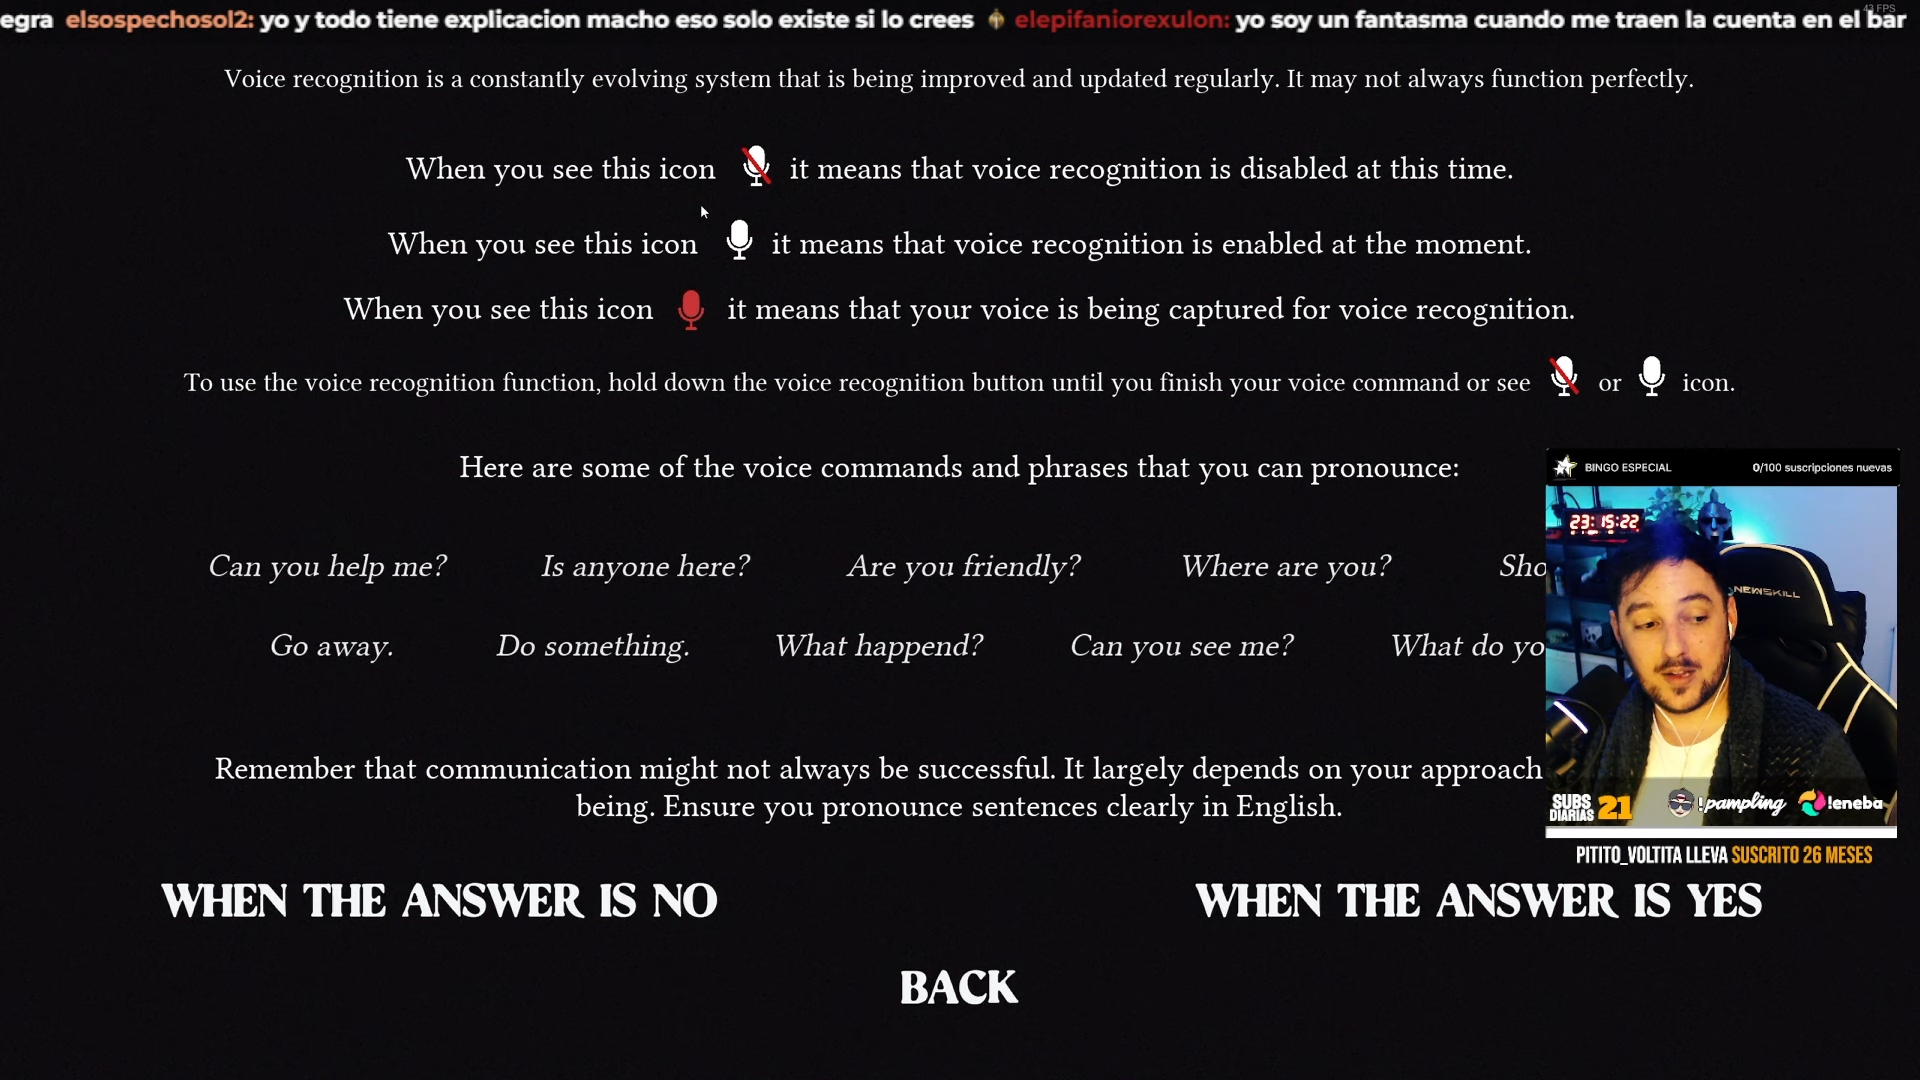 egra elsospechosol2: yo y todo tiene explicacion macho eso solo existe si lo crees elepifaniorexulon: yo soy un fantasma cuando me traen la cuenta en el bar
43 FPS
Voice recognition is a constantly evolving system that is being improved and updated regularly. It may not always function perfectly.
When you see this icon it means that voice recognition is disabled at this time.
When you see this icon it means that voice recognition is enabled at the moment.
When you see this icon it means that your voice is being captured for voice recognition.
To use the voice recognition function, hold down the voice recognition button until you finish your voice command or see or icon.
Here are some of the voice commands and phrases that you can pronounce:
BINGO ESPECIAL 0/100 suscripciones nuevas
23:15:22
NEWSKILL
Can you help me? Is anyone here? Are you friendly? Where are you? Sho
Go away. Do something. What happend? Can you see me? What do yo
Remember that communication might not always be successful. It largely depends on your approach
being. Ensure you pronounce sentences clearly in English.
SUBS DIARIAS 21 !pampling !eneba
PITITO_VOLTITA LLEVA SUSCRITO 26 MESES
WHEN THE ANSWER IS NO
WHEN THE ANSWER IS YES
BACK